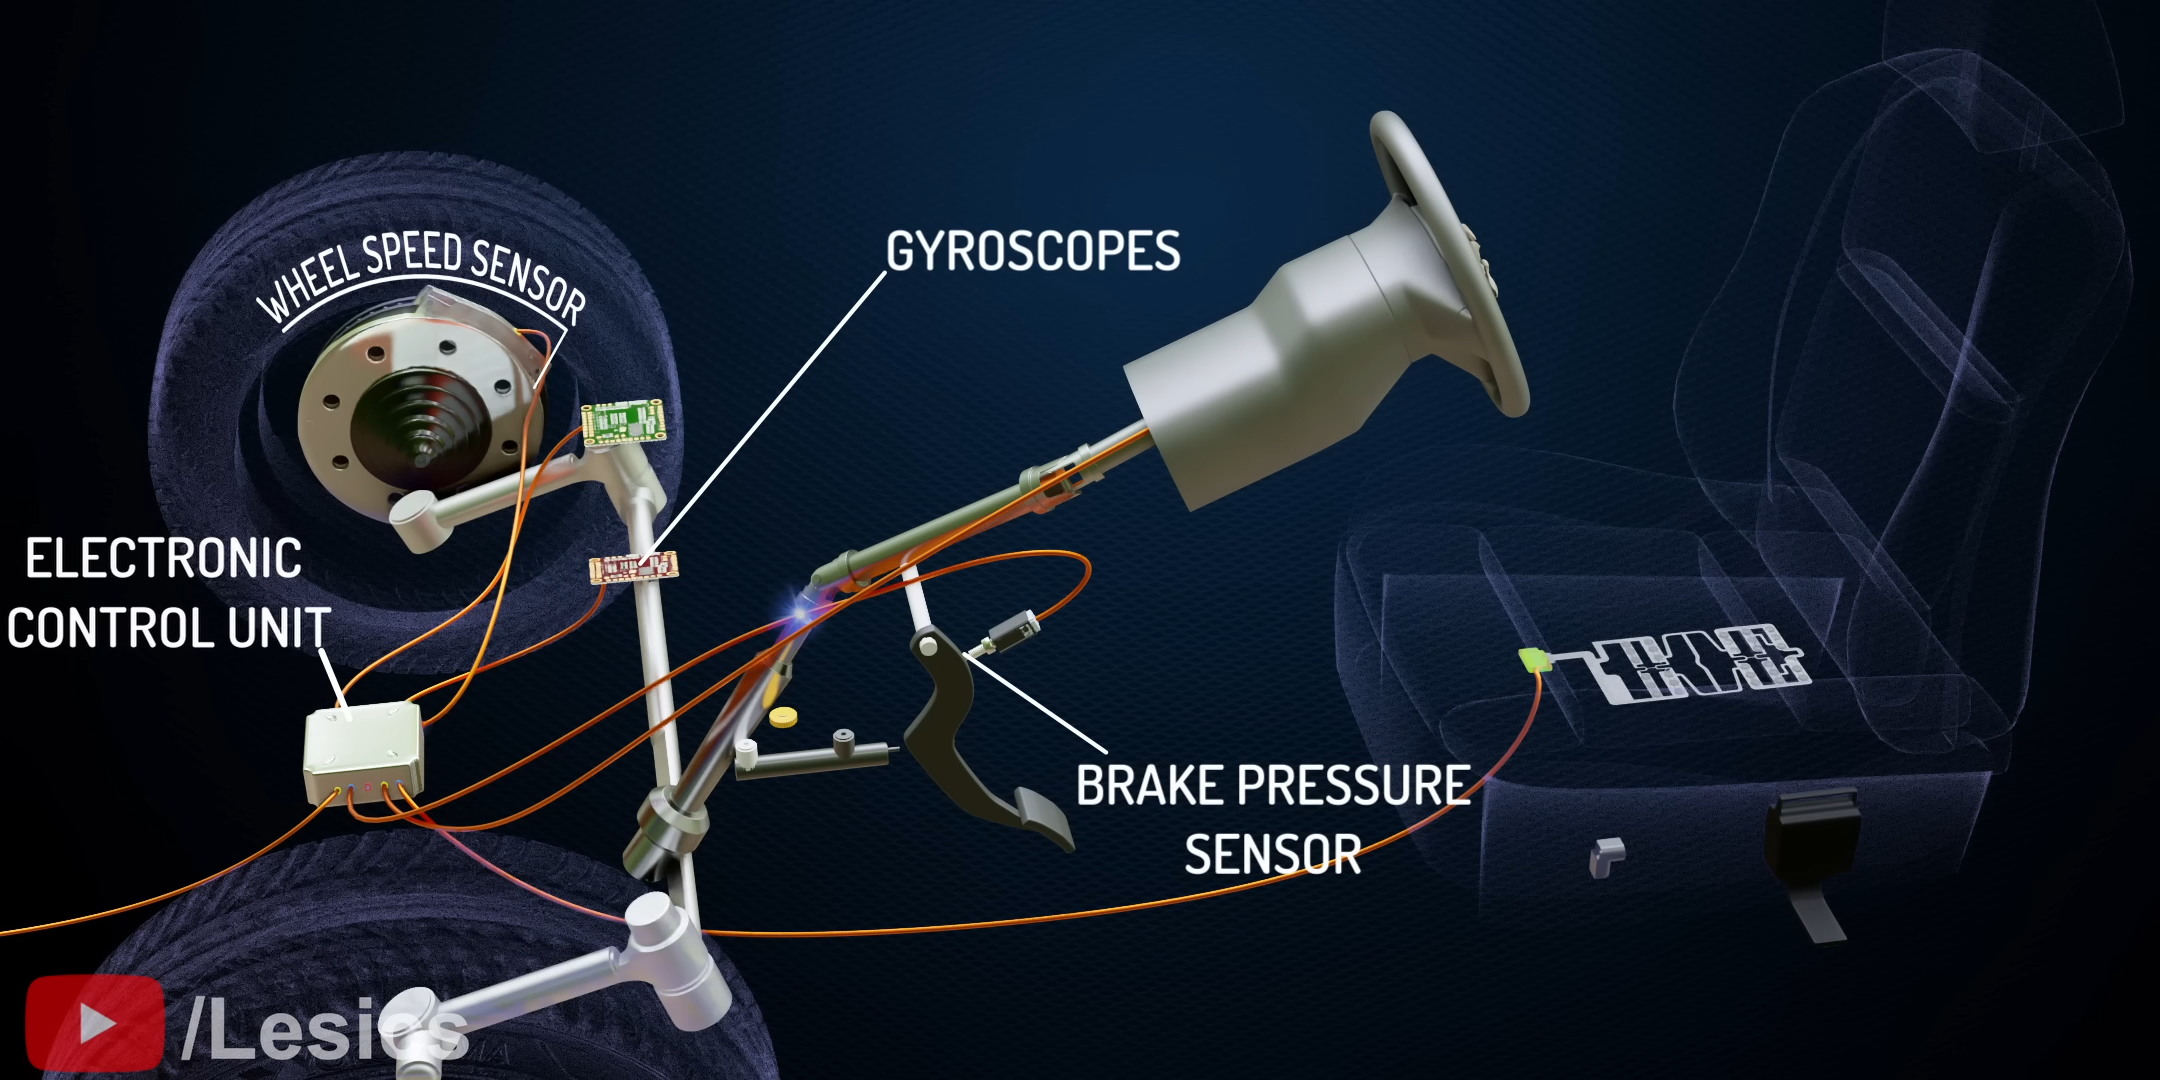 WHEEL SPEED SENSOR
GYROSCOPES
ELECTRONIC
CONTROL UNIT
BRAKE PRESSURE
SENSOR
/Lesics